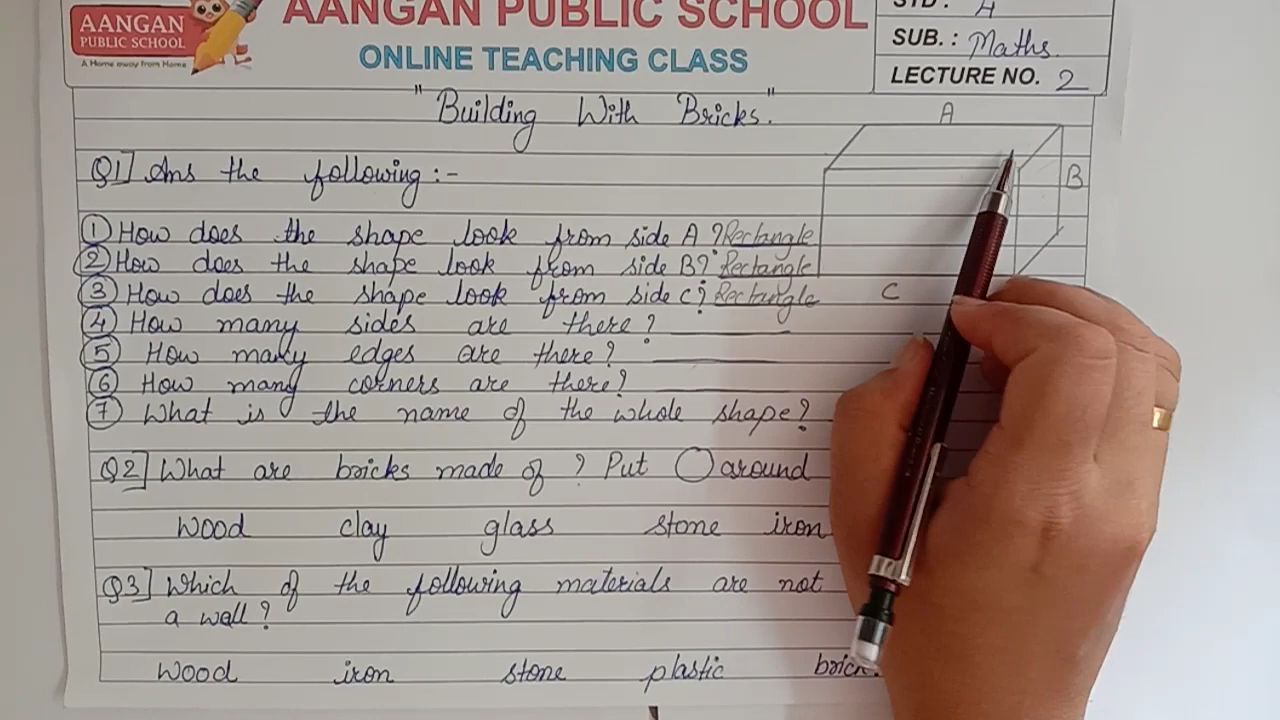 AANGAN
PUBLIC SCHOOL
A Home away from Home
AANGAN PUBLIC SCHOOL
ONLINE TEACHING CLASS
STD : 4
SUB. : Maths.
LECTURE NO. 2
"Building With Bricks."
A
B
C
Q1] Ans the following :-
① How does the shape look from side A ? Rectangle
② How does the shape look from side B? Rectangle
③ How does the shape look from side C? Rectangle
④ How many sides are there ?
⑤ How many edges are there ?
⑥ How many corners are there?
⑦ What is the name of the whole shape?
Q2] What are bricks made of ? Put ◯ around
wood clay glass stone iron
Q3] Which of the following materials are not
a wall ?
wood iron stone plastic brick.